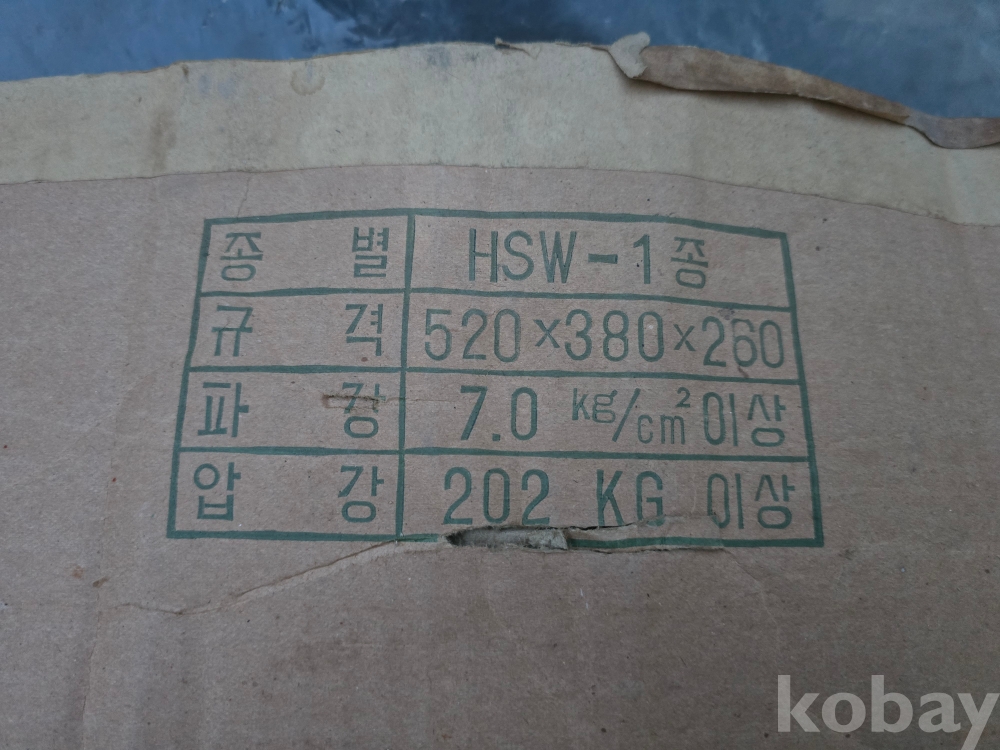 종 별 HSW-1종
규 격 520×380×260
파 강 7.0 kg/cm² 이상
압 강 202 KG 이상
kobay